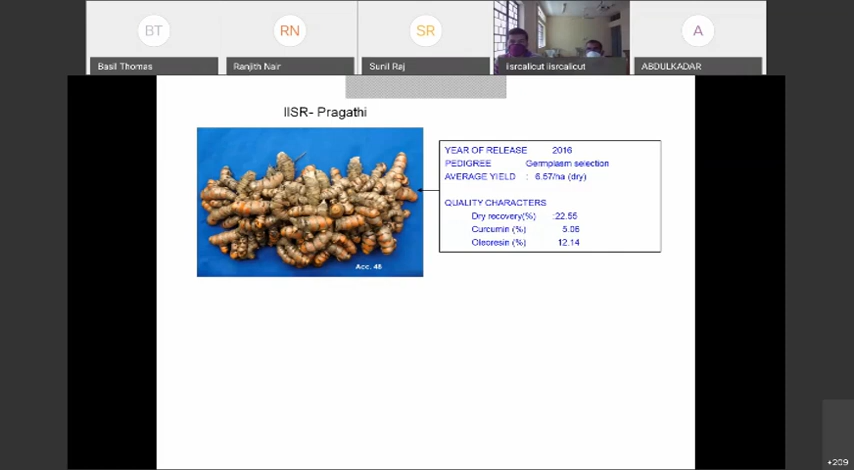 BT
RN
SR
A
Basil Thomas
Ranjith Nair
Sunil Raj
iisrcalicut iisrcalicut
ABDULKADAR
IISR- Pragathi
YEAR OF RELEASE 2016
PEDIGREE Germplasm selection
AVERAGE YIELD : 6.57/ha (dry)
QUALITY CHARACTERS
Dry recovery(%) :22.55
Curcumin (%) 5.06
Oleoresin (%) 12.14
Acc. 48
+209